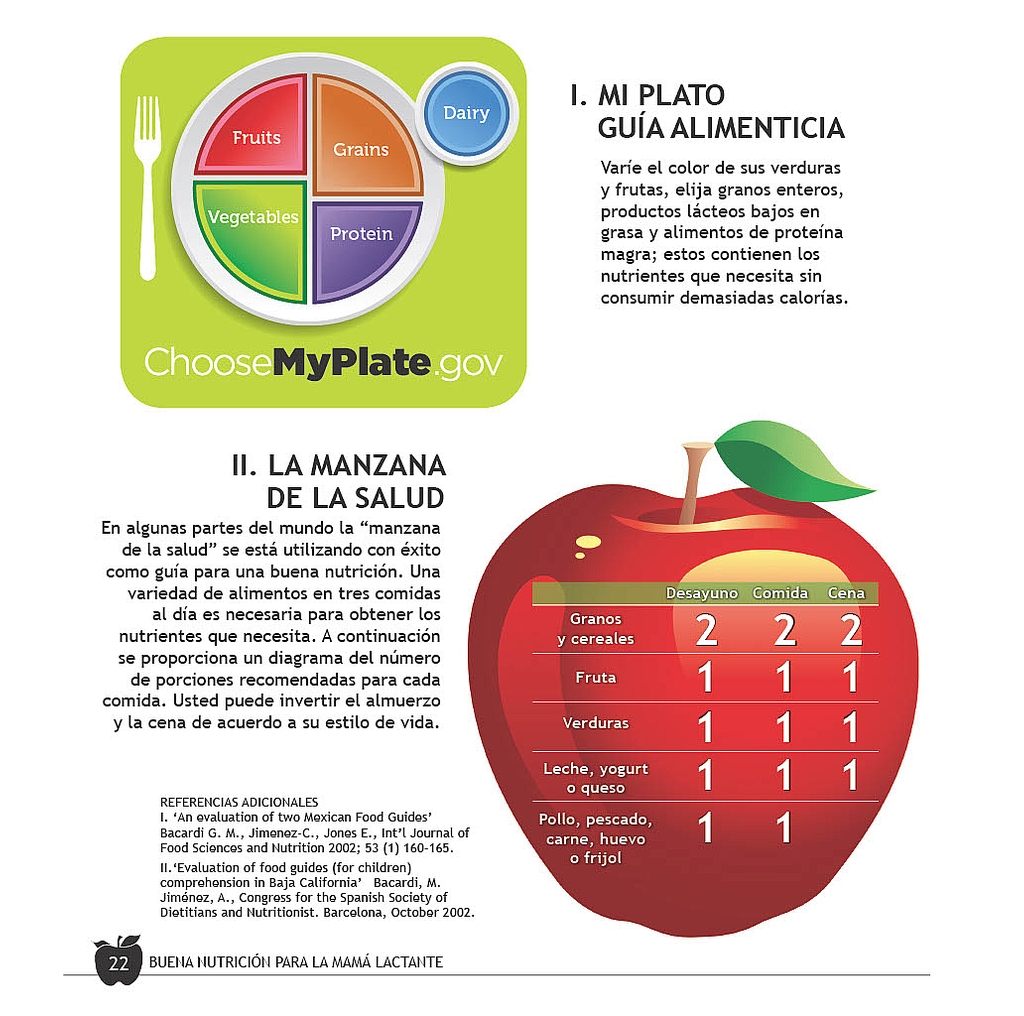 Fruits
Grains
Dairy
Vegetables
Protein
ChooseMyPlate.gov
I. MI PLATO
GUÍA ALIMENTICIA
Varíe el color de sus verduras
y frutas, elija granos enteros,
productos lácteos bajos en
grasa y alimentos de proteína
magra; estos contienen los
nutrientes que necesita sin
consumir demasiadas calorías.
II. LA MANZANA
DE LA SALUD
En algunas partes del mundo la “manzana
de la salud” se está utilizando con éxito
como guía para una buena nutrición. Una
variedad de alimentos en tres comidas
al día es necesaria para obtener los
nutrientes que necesita. A continuación
se proporciona un diagrama del número
de porciones recomendadas para cada
comida. Usted puede invertir el almuerzo
y la cena de acuerdo a su estilo de vida.
Desayuno Comida Cena
Granos
y cereales 2 2 2
Fruta 1 1 1
Verduras 1 1 1
Leche, yogurt
o queso 1 1 1
Pollo, pescado,
carne, huevo 1 1
o frijol
REFERENCIAS ADICIONALES
I. ‘An evaluation of two Mexican Food Guides’
Bacardi G. M., Jimenez-C., Jones E., Int’l Journal of
Food Sciences and Nutrition 2002; 53 (1) 160-165.
II.‘Evaluation of food guides (for children)
comprehension in Baja California’ Bacardi, M.
Jiménez, A., Congress for the Spanish Society of
Dietitians and Nutritionist. Barcelona, October 2002.
22 BUENA NUTRICIÓN PARA LA MAMÁ LACTANTE